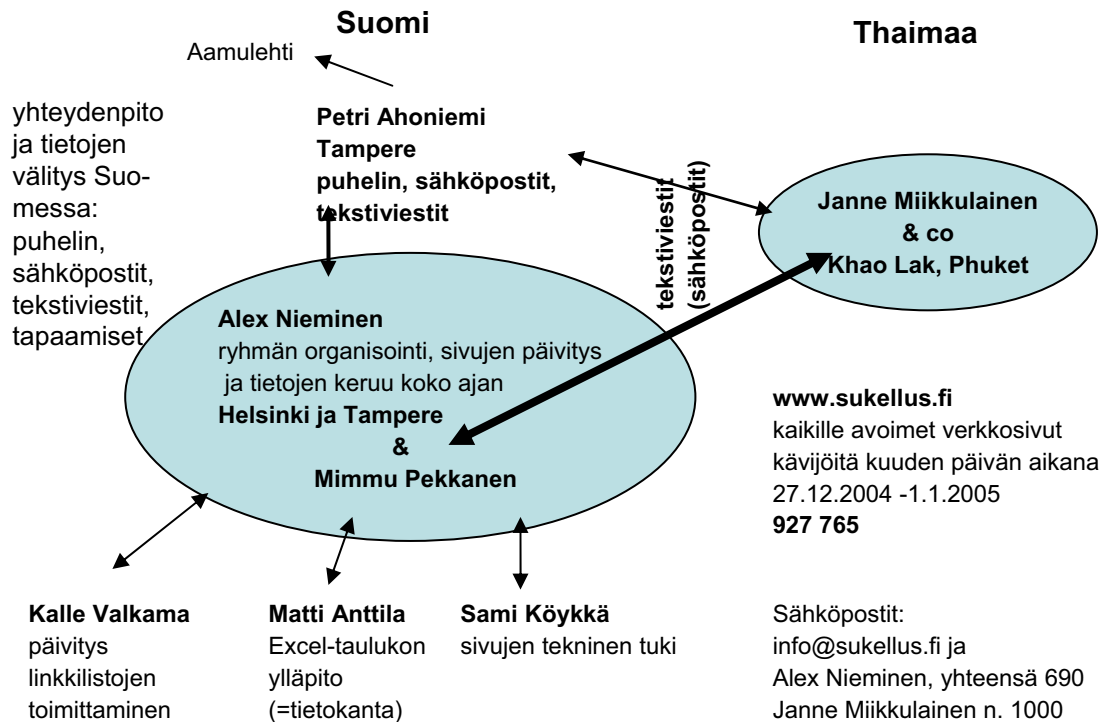 Suomi
Thaimaa
Aamulehti
yhteydenpito
ja tietojen
välitys Suo-
messa:
puhelin,
sähköpostit,
tekstiviestit,
tapaamiset
Petri Ahoniemi
Tampere
puhelin, sähköpostit,
tekstiviestit
tekstiviestit
(sähköpostit)
Janne Miikkulainen
& co
Khao Lak, Phuket
Alex Nieminen
ryhmän organisointi, sivujen päivitys
ja tietojen keruu koko ajan
Helsinki ja Tampere
&
Mimmu Pekkanen
www.sukellus.fi
kaikille avoimet verkkosivut
kävijöitä kuuden päivän aikana
27.12.2004 -1.1.2005
927 765
Kalle Valkama
päivitys
linkkilistojen
toimittaminen
Matti Anttila
Excel-taulukon
ylläpito
(=tietokanta)
Sami Köykkä
sivujen tekninen tuki
Sähköpostit:
info@sukellus.fi ja
Alex Nieminen, yhteensä 690
Janne Miikkulainen n. 1000